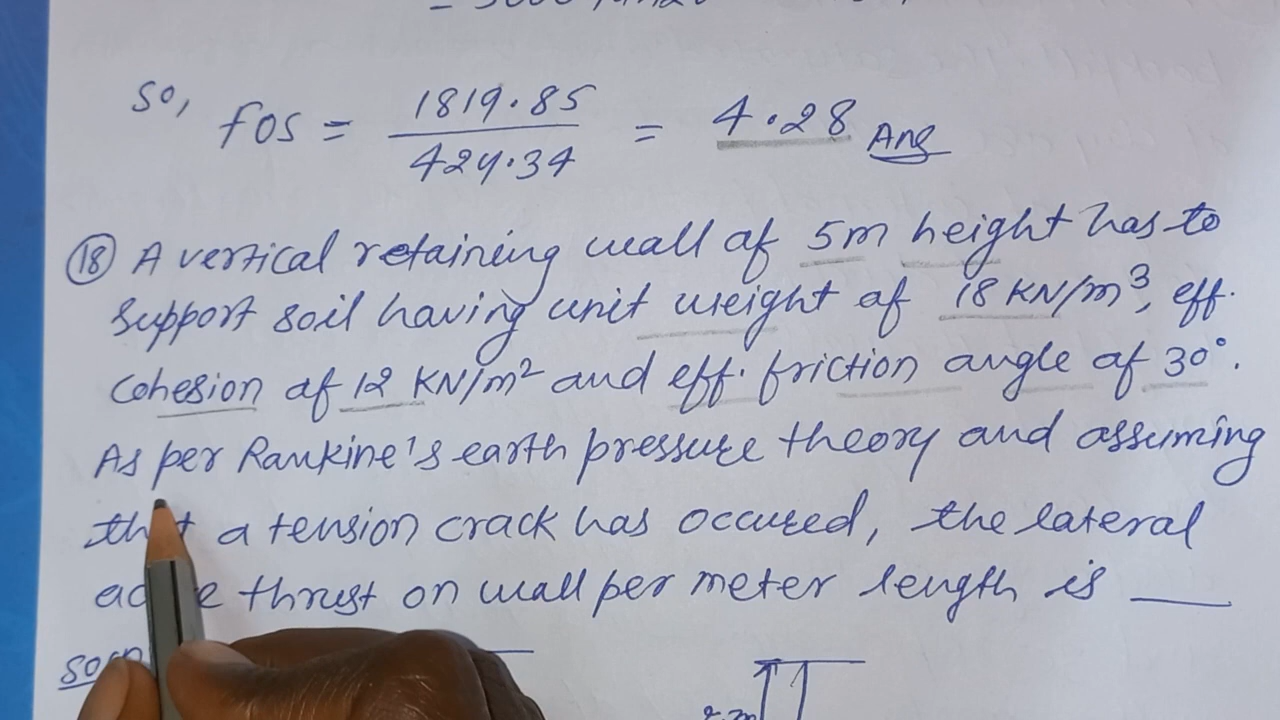 so, fos = 1819.85 / 424.34 = 4.28 Ans
(18) A vertical retaining wall of 5m height has to
support soil having unit weight of 18 KN/m³, eff.
Cohesion of 12 KN/m² and eff. friction angle of 30°.
As per Rankine's earth pressure theory and assuming
that a tension crack has occured, the lateral
thrust on wall per meter length is ___